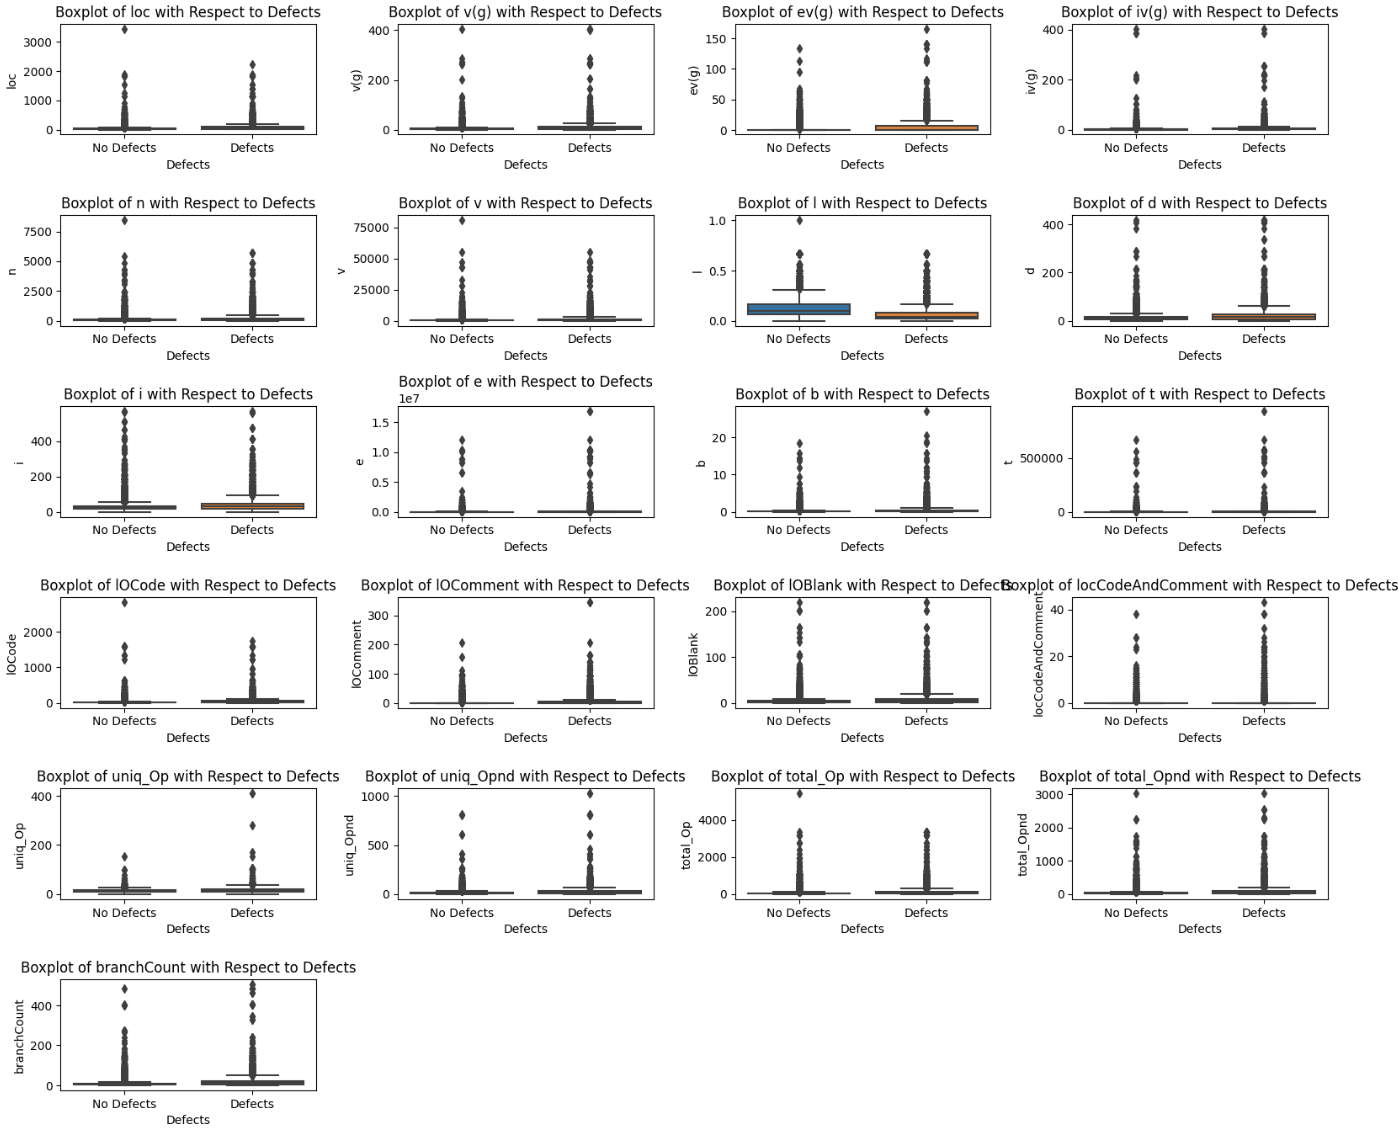 Boxplot of loc with Respect to Defects
loc
3000
2000
1000
0
No Defects
Defects
Defects
Boxplot of v(g) with Respect to Defects
v(g)
400
200
0
No Defects
Defects
Defects
Boxplot of ev(g) with Respect to Defects
ev(g)
150
100
50
0
No Defects
Defects
Defects
Boxplot of iv(g) with Respect to Defects
iv(g)
400
200
0
No Defects
Defects
Defects
Boxplot of n with Respect to Defects
n
7500
5000
2500
0
No Defects
Defects
Defects
Boxplot of v with Respect to Defects
v
75000
50000
25000
0
No Defects
Defects
Defects
Boxplot of l with Respect to Defects
l
1.0
0.5
0.0
No Defects
Defects
Defects
Boxplot of d with Respect to Defects
d
400
200
0
No Defects
Defects
Defects
Boxplot of i with Respect to Defects
i
400
200
0
No Defects
Defects
Defects
Boxplot of e with Respect to Defects
1e7
e
1.5
1.0
0.5
0.0
No Defects
Defects
Defects
Boxplot of b with Respect to Defects
b
20
10
0
No Defects
Defects
Defects
Boxplot of t with Respect to Defects
t
500000
0
No Defects
Defects
Defects
Boxplot of lOCode with Respect to Defects
lOCode
2000
1000
0
No Defects
Defects
Defects
Boxplot of lOComment with Respect to Defects
lOComment
300
200
100
0
No Defects
Defects
Defects
Boxplot of lOBlank with Respect to Defects
lOBlank
200
100
0
No Defects
Defects
Defects
Boxplot of locCodeAndComment with Respect to Defects
locCodeAndComment
40
20
0
No Defects
Defects
Defects
Boxplot of uniq_Op with Respect to Defects
uniq_Op
400
200
0
No Defects
Defects
Defects
Boxplot of uniq_Opnd with Respect to Defects
uniq_Opnd
1000
500
0
No Defects
Defects
Defects
Boxplot of total_Op with Respect to Defects
total_Op
4000
2000
0
No Defects
Defects
Defects
Boxplot of total_Opnd with Respect to Defects
total_Opnd
3000
2000
1000
0
No Defects
Defects
Defects
Boxplot of branchCount with Respect to Defects
branchCount
400
200
0
No Defects
Defects
Defects